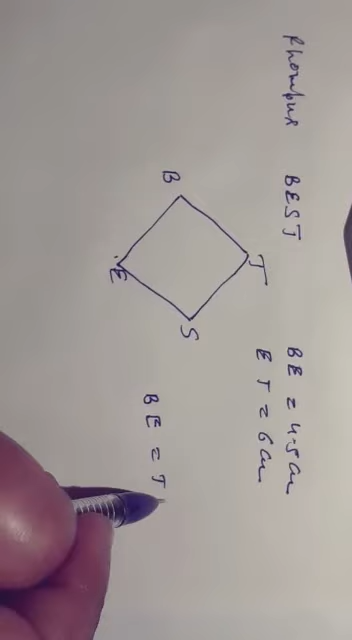 Rhombus BEST
BE = 4.5 cm
ET = 6 cm
B
T
E
S
BE = T